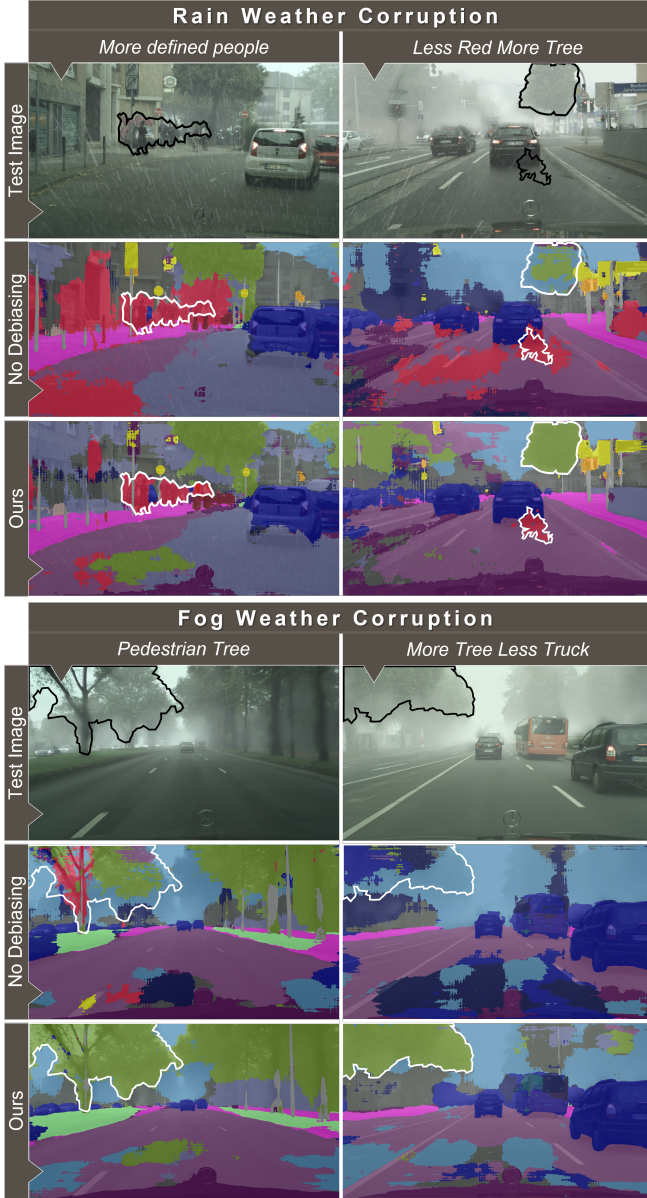 Rain Weather Corruption
More defined people
Less Red More Tree
Test Image
No Debiasing
Ours
Fog Weather Corruption
Pedestrian Tree
More Tree Less Truck
Test Image
No Debiasing
Ours